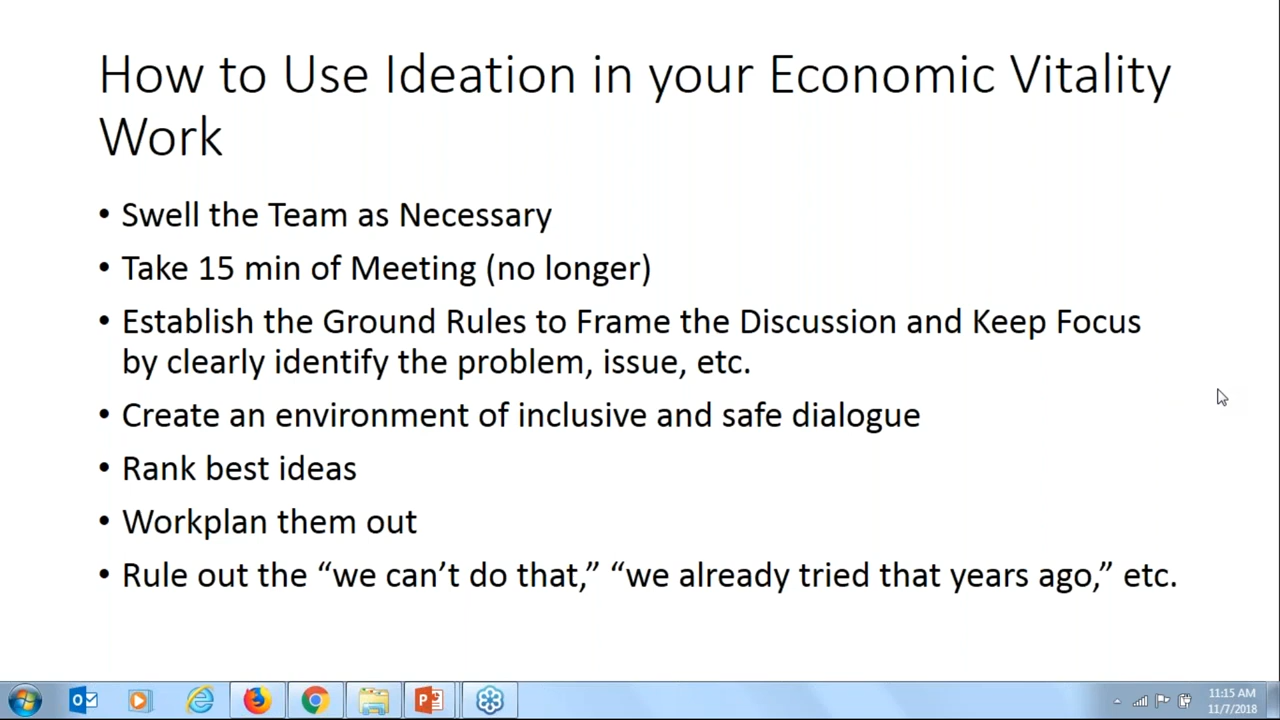 How to Use Ideation in your Economic Vitality
Work
• Swell the Team as Necessary
• Take 15 min of Meeting (no longer)
• Establish the Ground Rules to Frame the Discussion and Keep Focus
by clearly identify the problem, issue, etc.
• Create an environment of inclusive and safe dialogue
• Rank best ideas
• Workplan them out
• Rule out the “we can’t do that,” “we already tried that years ago,” etc.
11:15 AM
11/7/2018